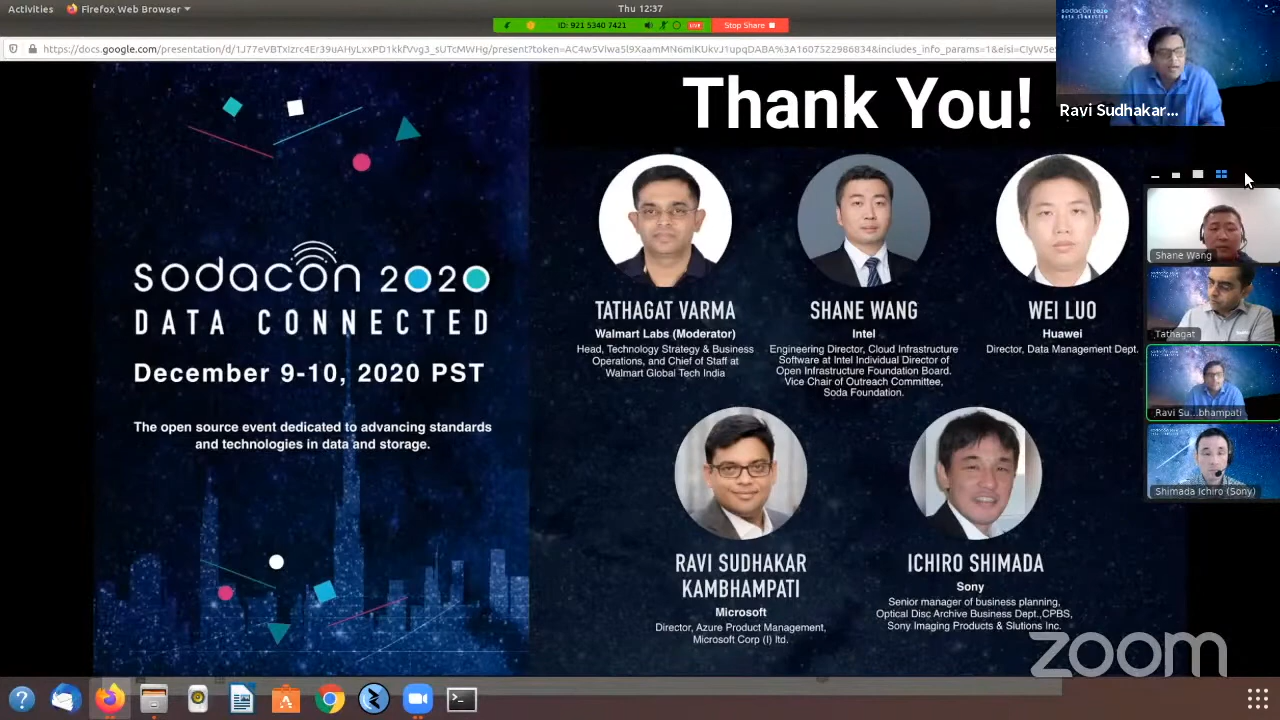 Activities
Firefox Web Browser
Thu 12:37
ID: 921 5340 7421
LIVE
Stop Share
sodacon 2020
DATA CONNECTED
Ravi Sudhakar...
Thank You!
sodacon 2020
DATA CONNECTED
December 9-10, 2020 PST
The open source event dedicated to advancing standards
and technologies in data and storage.
TATHAGAT VARMA
Walmart Labs (Moderator)
Head, Technology Strategy & Business
Operations, and Chief of Staff at
Walmart Global Tech India
SHANE WANG
Intel
Engineering Director, Cloud Infrastructure
Software at Intel Individual Director of
Open Infrastructure Foundation Board.
Vice Chair of Outreach Committee,
Soda Foundation.
WEI LUO
Huawei
Director, Data Management Dept.
RAVI SUDHAKAR
KAMBHAMPATI
Microsoft
Director, Azure Product Management,
Microsoft Corp (I) ltd.
ICHIRO SHIMADA
Sony
Senior manager of business planning,
Optical Disc Archive Business Dept.,CPBS,
Sony Imaging Products & Slutions Inc.
Shane Wang
Tathagat
Ravi Su...bhampati
Shimada Ichiro (Sony)
zoom